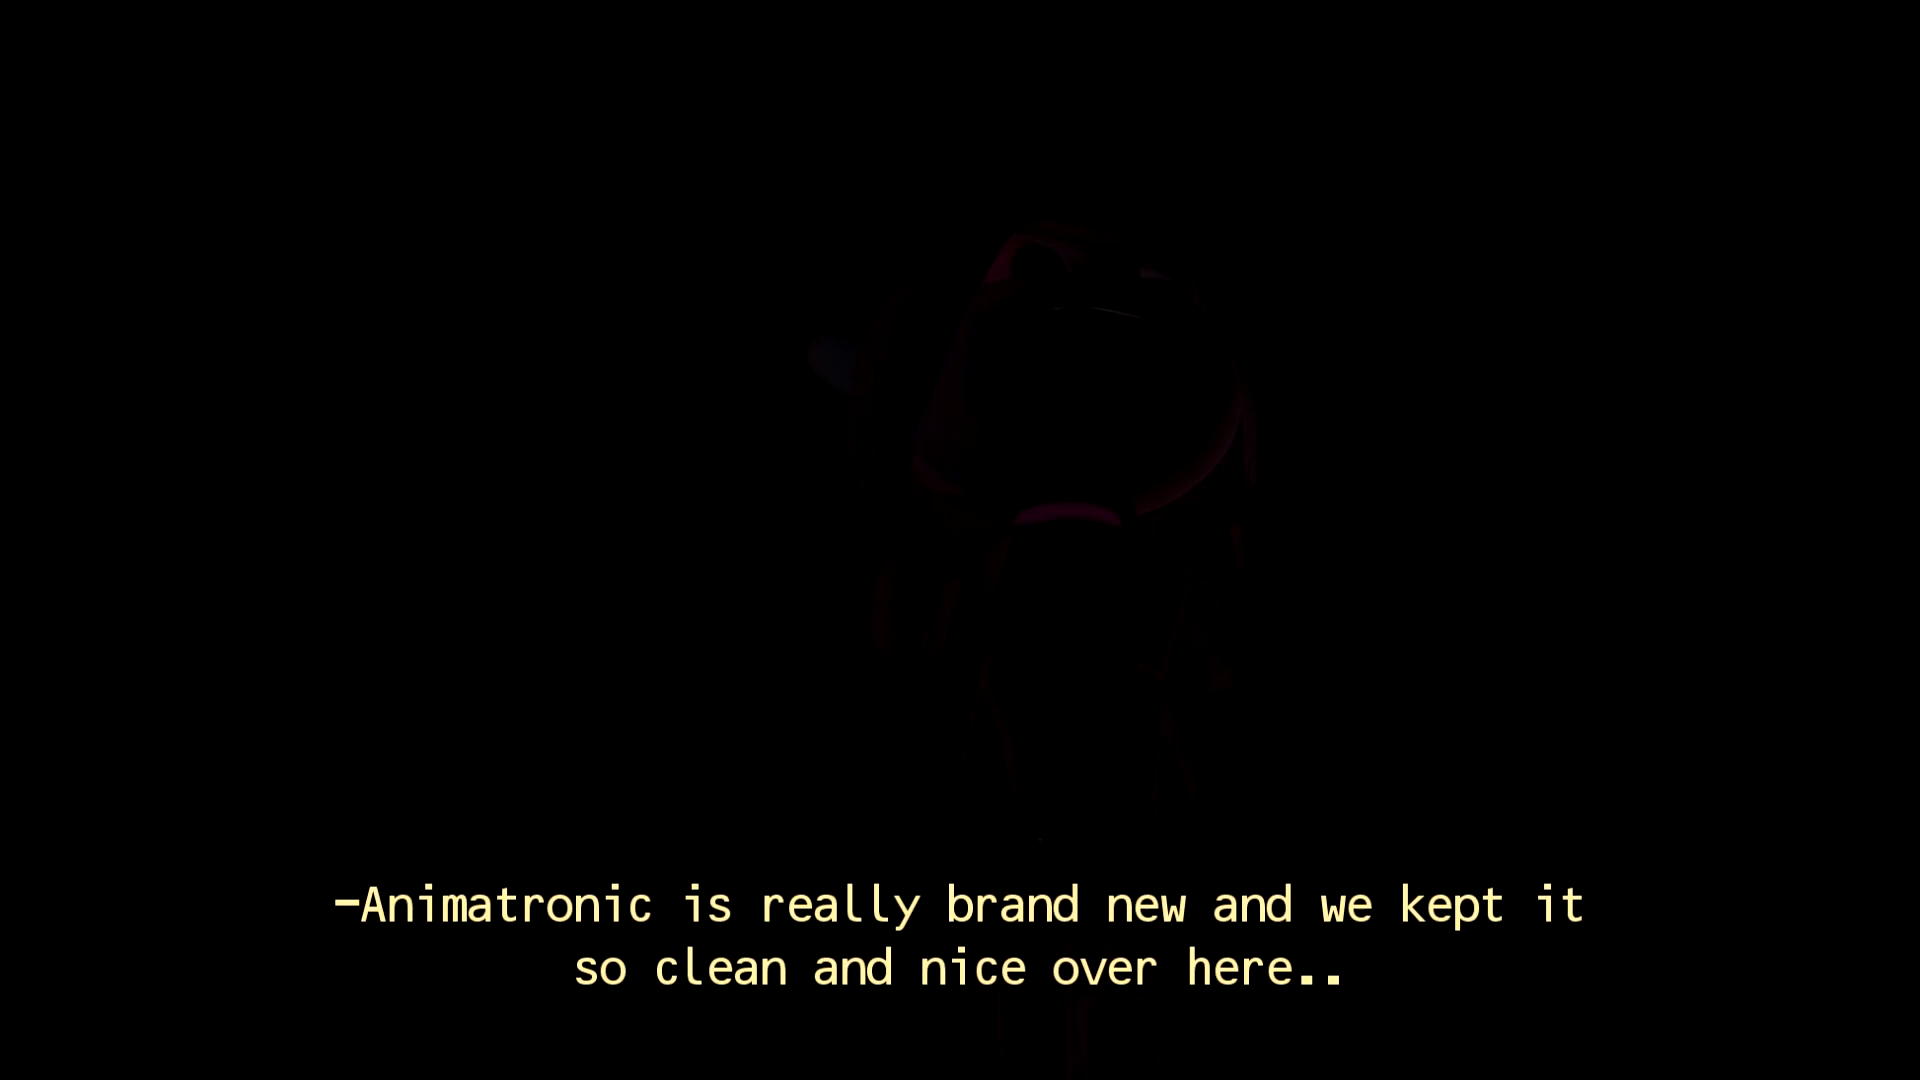 -Animatronic is really brand new and we kept it
so clean and nice over here..